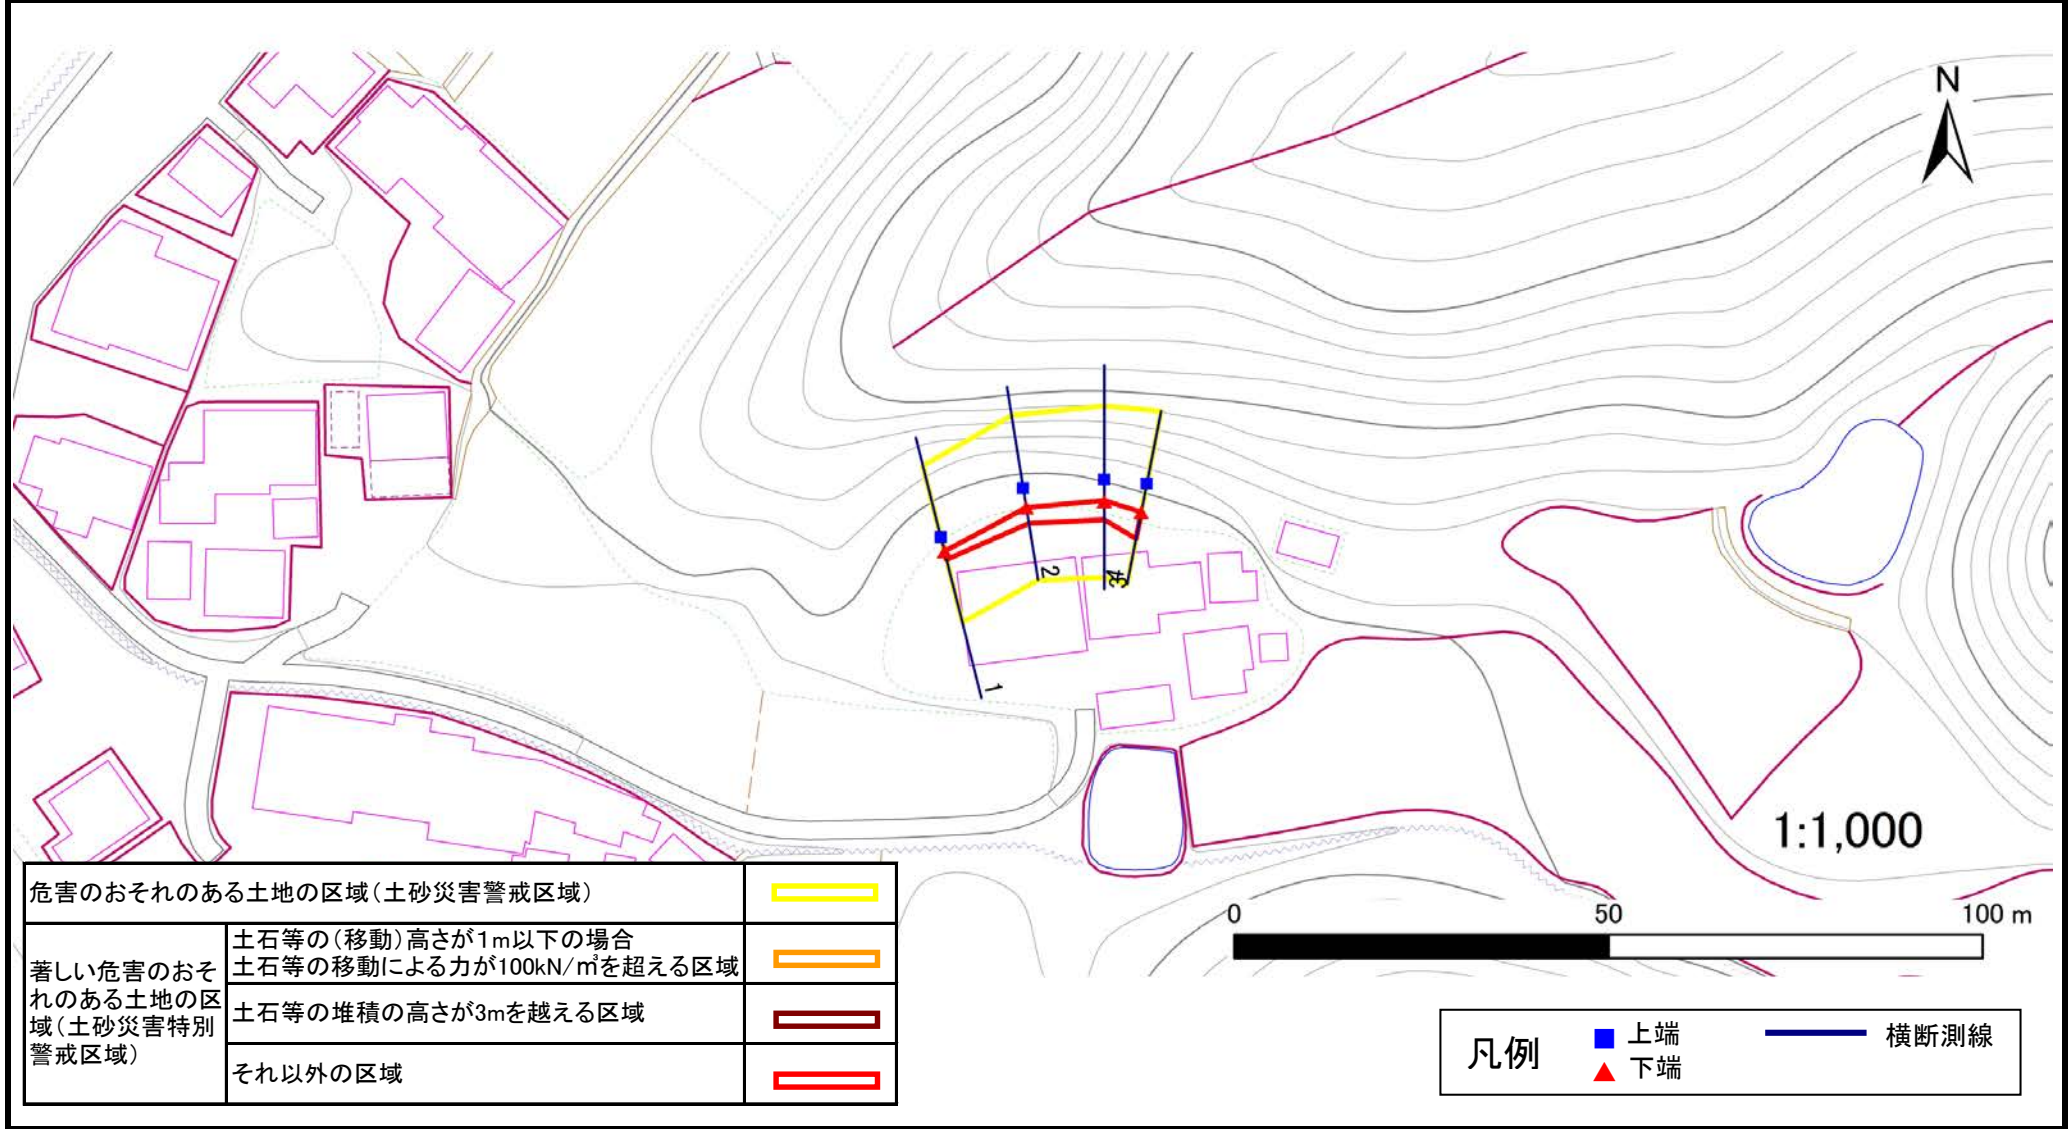 N
2
3
1
1:1,000
0 50 100 m
危害のおそれのある土地の区域(土砂災害警戒区域)
著しい危害のおそ
れのある土地の区
域(土砂災害特別
警戒区域)
土石等の(移動)高さが1m以下の場合
土石等の移動による力が100kN/㎡を超える区域
土石等の堆積の高さが3mを越える区域
それ以外の区域
凡例
上端
下端
横断測線